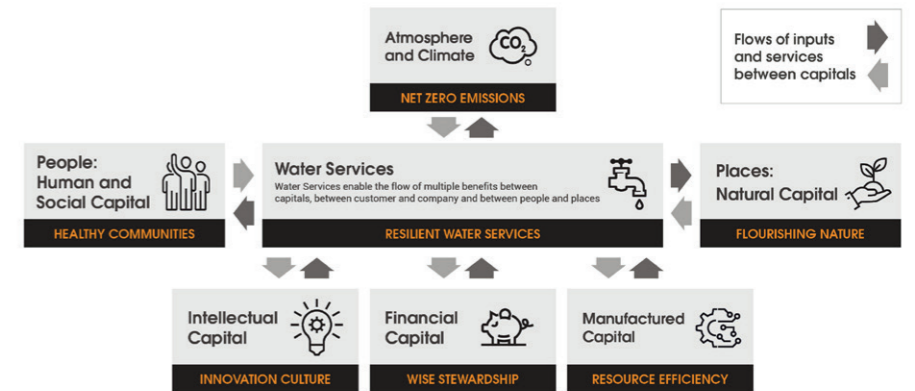 Atmosphere
and Climate
CO2
NET ZERO EMISSIONS
Flows of inputs
and services
between capitals
People:
Human and
Social Capital
HEALTHY COMMUNITIES
Water Services
Water Services enable the flow of multiple benefits between
capitals, between customer and company and between people and places
RESILIENT WATER SERVICES
Places:
Natural Capital
FLOURISHING NATURE
Intellectual
Capital
INNOVATION CULTURE
Financial
Capital
WISE STEWARDSHIP
Manufactured
Capital
RESOURCE EFFICIENCY